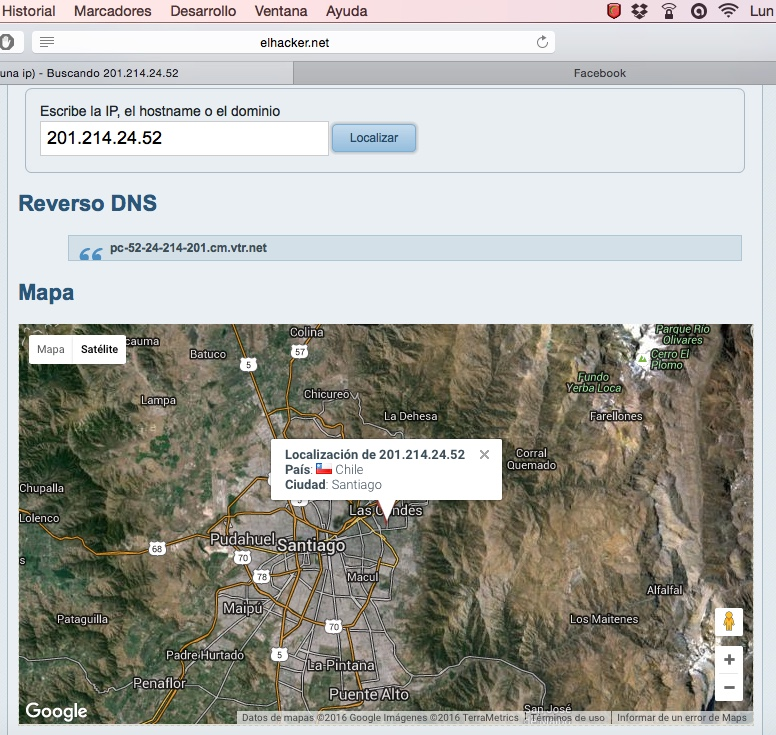 Historial Marcadores Desarrollo Ventana Ayuda Lun
elhacker.net
una ip) - Buscando 201.214.24.52 Facebook
Escribe la IP, el hostname o el dominio
201.214.24.52 Localizar
Reverso DNS
pc-52-24-214-201.cm.vtr.net
Mapa
Mapa Satélite
cauma
Colina
Parque Rio
Olivares
Batuco
5
57
Cerro El
Plomo
Fundo
Yerba Loca
Lampa
Chicureo
La Dehesa
Farellones
Localización de 201.214.24.52
País: Chile
Ciudad: Santiago
Corral
Quemado
Chupalla
5
Las Condes
Lolenco
68
Pudahuel
Santiago
s
70
78
Macul
Alfalfal
Maipú
Pataguilla
70
Los Maitenes
5
Padre Hurtado
La Pintana
Peñaflor
Puente Alto
San José
Google
Datos de mapas ©2016 Google Imágenes ©2016 TerraMetrics Términos de uso Informar de un error de Maps